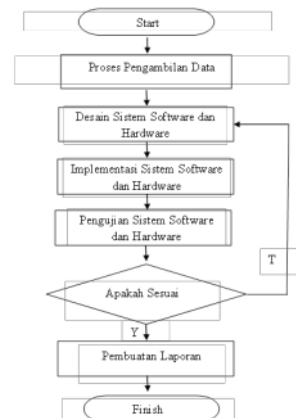 Start
Proses Pengambilan Data
Desain Sistem Software dan
Hardware
Implementasi Sistem Software
dan Hardware
Pengujian Sistem Software
dan Hardware
T
Apakah Sesuai
Y
Pembuatan Laporan
Finish